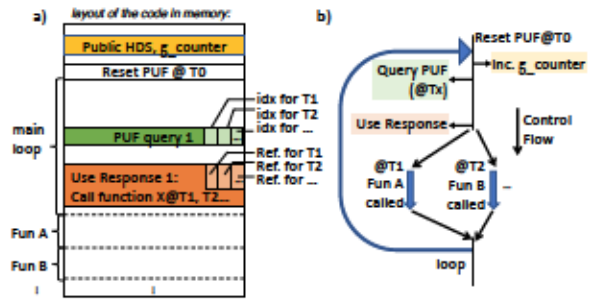 a)
layout of the code in memory:
Public HDS, g_counter
Reset PUF @ T0
main
loop
PUF query 1
idx for T1
idx for T2
idx for ...
Use Response 1:
Call function X@T1, T2...
Ref. for T1
Ref. for T2
Ref. for ...
Fun A
Fun B
b)
Reset PUF@T0
Inc. g_counter
Query PUF
(@Tx)
Use Response
Control
Flow
@T1
Fun A
called
@T2
Fun B
called
...
loop